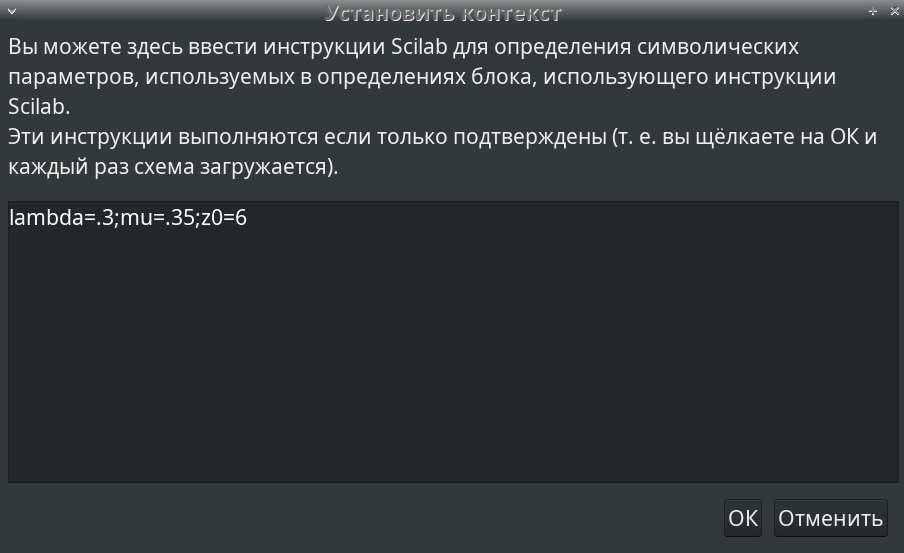 Установить контекст
Вы можете здесь ввести инструкции Scilab для определения символических
параметров, используемых в определениях блока, использующего инструкции
Scilab.
Эти инструкции выполняются если только подтверждены (т. е. вы щёлкаете на ОК и
каждый раз схема загружается).
lambda=.3;mu=.35;z0=6
ОК Отменить